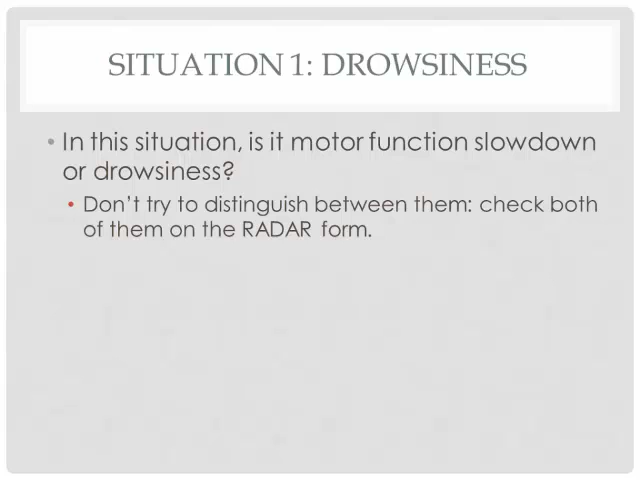 SITUATION 1: DROWSINESS
• In this situation, is it motor function slowdown
or drowsiness?
• Don’t try to distinguish between them: check both
of them on the RADAR form.